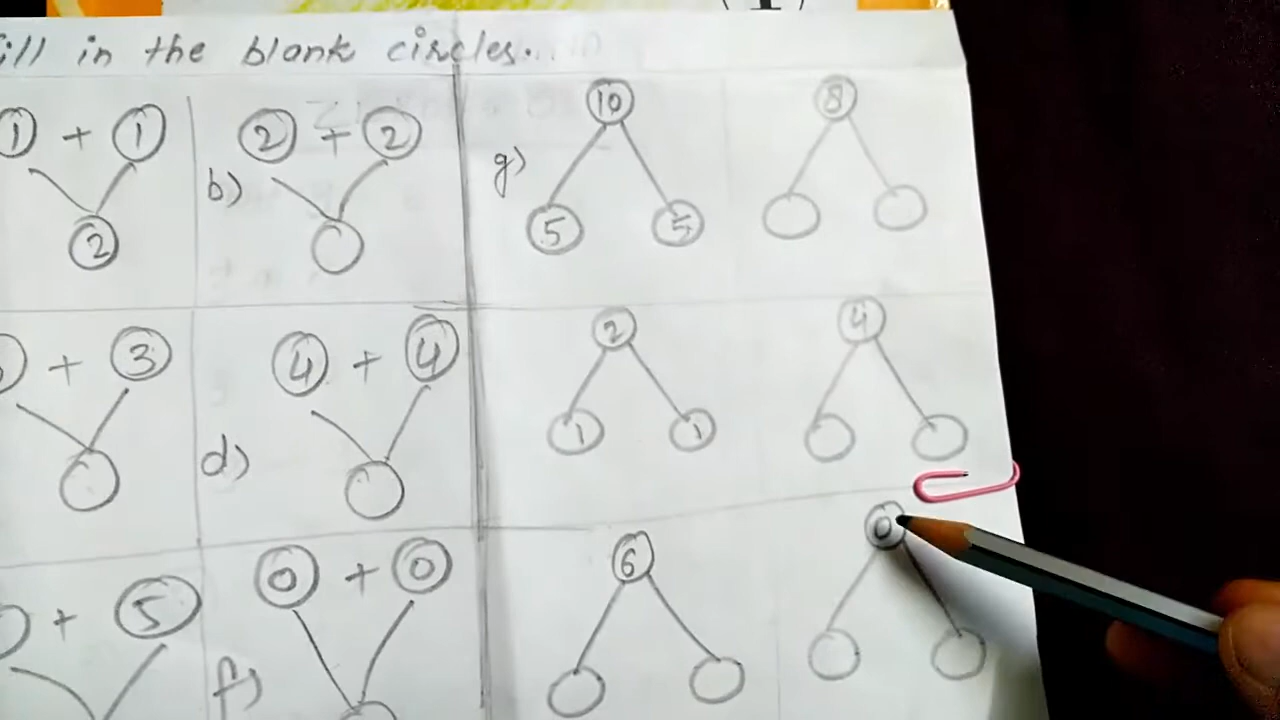 ill in the blank circles...
1 + 1
2
b) 2 + 2
g) 10
5 5
8
+ 3
d) 4 + 4
2
1 1
4
+ 5
f) 0 + 0
6
0